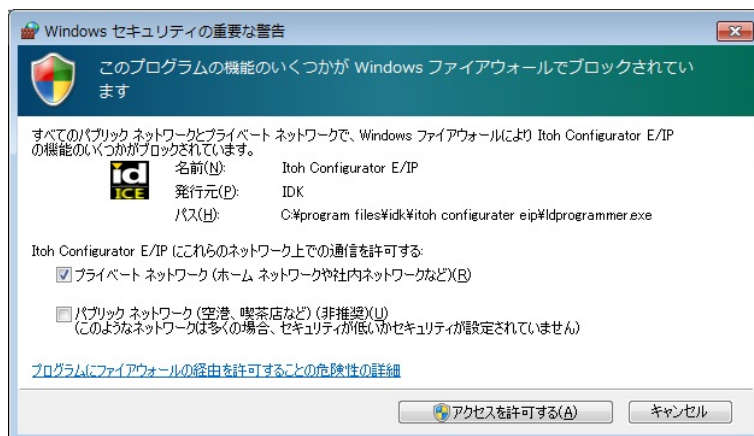 Windows セキュリティの重要な警告
このプログラムの機能のいくつかが Windows ファイアウォールでブロックされてい
ます
すべてのパブリック ネットワークとプライベート ネットワークで、Windows ファイアウォールにより Itoh Configurator E/IP
の機能のいくつかがブロックされています。
id
ICE
名前(N): Itoh Configurator E/IP
発行元(P): IDK
パス(H): C:¥program files¥idk¥itoh configurater eip¥ldprogrammer.exe
Itoh Configurator E/IP にこれらのネットワーク上での通信を許可する:
プライベート ネットワーク (ホーム ネットワークや社内ネットワークなど)(R)
パブリック ネットワーク (空港、喫茶店など) (非推奨)(U)
(このようなネットワークは多くの場合、セキュリティが低いかセキュリティが設定されていません)
プログラムにファイアウォールの経由を許可することの危険性の詳細
アクセスを許可する(A) キャンセル